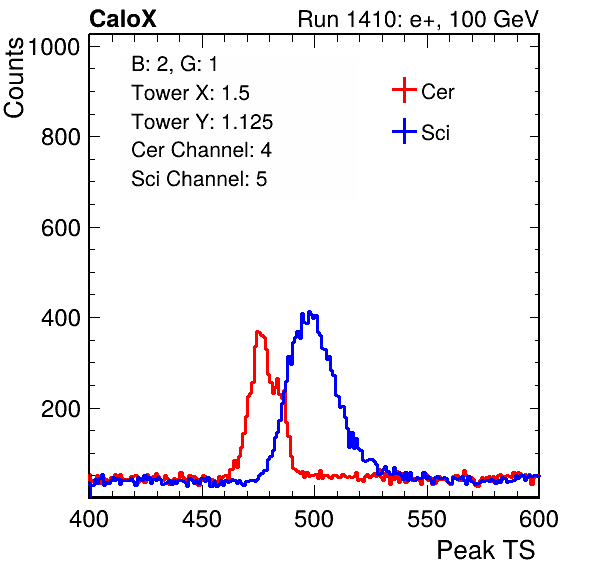 CaloX Run 1410: e+, 100 GeV
Counts
1000
800
600
400
200
B: 2, G: 1
Tower X: 1.5
Tower Y: 1.125
Cer Channel: 4
Sci Channel: 5
Cer
Sci
400 450 500 550 600
Peak TS